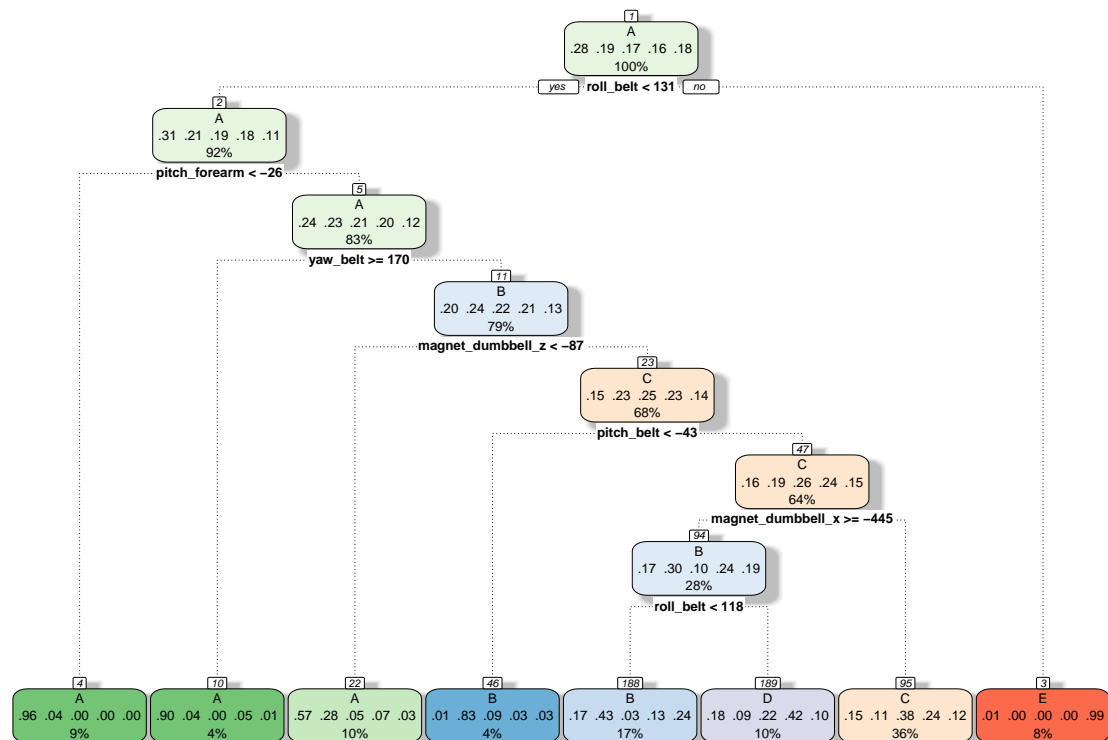 1
A
.28 .19 .17 .16 .18
100%
yes roll_belt < 131 no
2
A
.31 .21 .19 .18 .11
92%
pitch_forearm < −26
5
A
.24 .23 .21 .20 .12
83%
yaw_belt >= 170
11
B
.20 .24 .22 .21 .13
79%
magnet_dumbbell_z < −87
23
C
.15 .23 .25 .23 .14
68%
pitch_belt < −43
47
C
.16 .19 .26 .24 .15
64%
magnet_dumbbell_x >= −445
94
B
.17 .30 .10 .24 .19
28%
roll_belt < 118
4
A
.96 .04 .00 .00 .00
9%
10
A
.90 .04 .00 .05 .01
4%
22
A
.57 .28 .05 .07 .03
10%
46
B
.01 .83 .09 .03 .03
4%
188
B
.17 .43 .03 .13 .24
17%
189
D
.18 .09 .22 .42 .10
10%
95
C
.15 .11 .38 .24 .12
36%
3
E
.01 .00 .00 .00 .99
8%